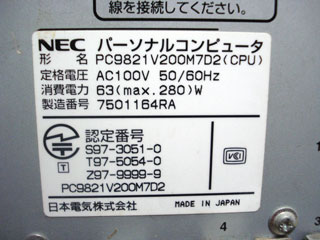 線を接続してください。
NEC パーソナルコンピュータ
形 名 PC9821V200M7D2(CPU)
定格電圧 AC100V 50/60Hz
消費電力 63(max.280)W
製造番号 7501164RA
認定番号
S97-3051-0
T97-5054-0
Z97-9999-9
T
VCI
PC9821V200M7D2
日本電気株式会社 MADE IN JAPAN
4